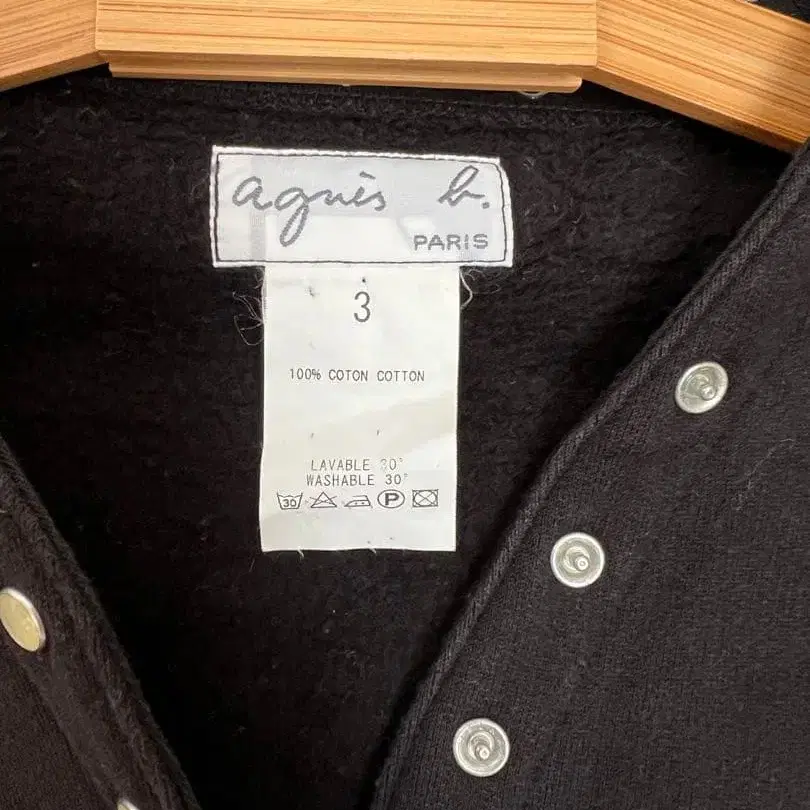 agnès b.
PARIS
3
100% COTON COTTON
LAVABLE 30°
WASHABLE 30°
30 P